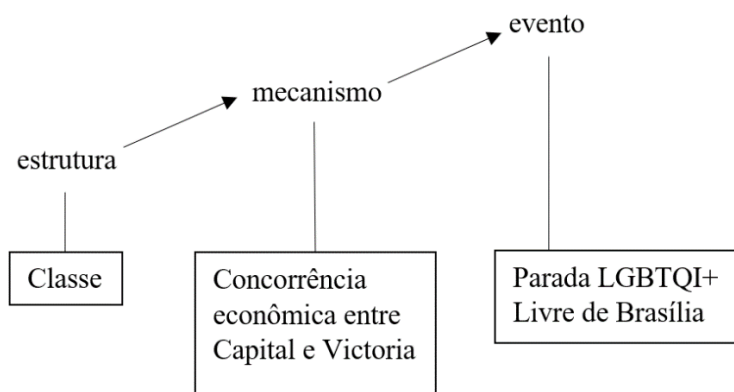 evento
mecanismo
estrutura
Classe
Concorrência
econômica entre
Capital e Victoria
Parada LGBTQI+
Livre de Brasília